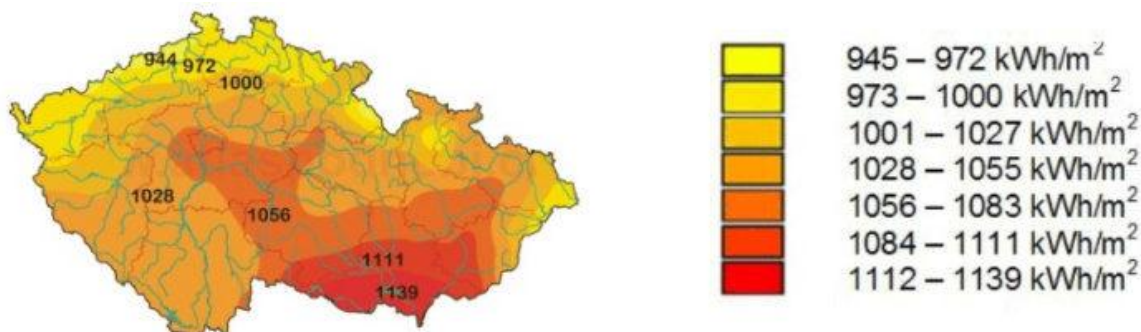 944
972
1000
1028
1056
1111
1139
945 – 972 kWh/m²
973 – 1000 kWh/m²
1001 – 1027 kWh/m²
1028 – 1055 kWh/m²
1056 – 1083 kWh/m²
1084 – 1111 kWh/m²
1112 – 1139 kWh/m²